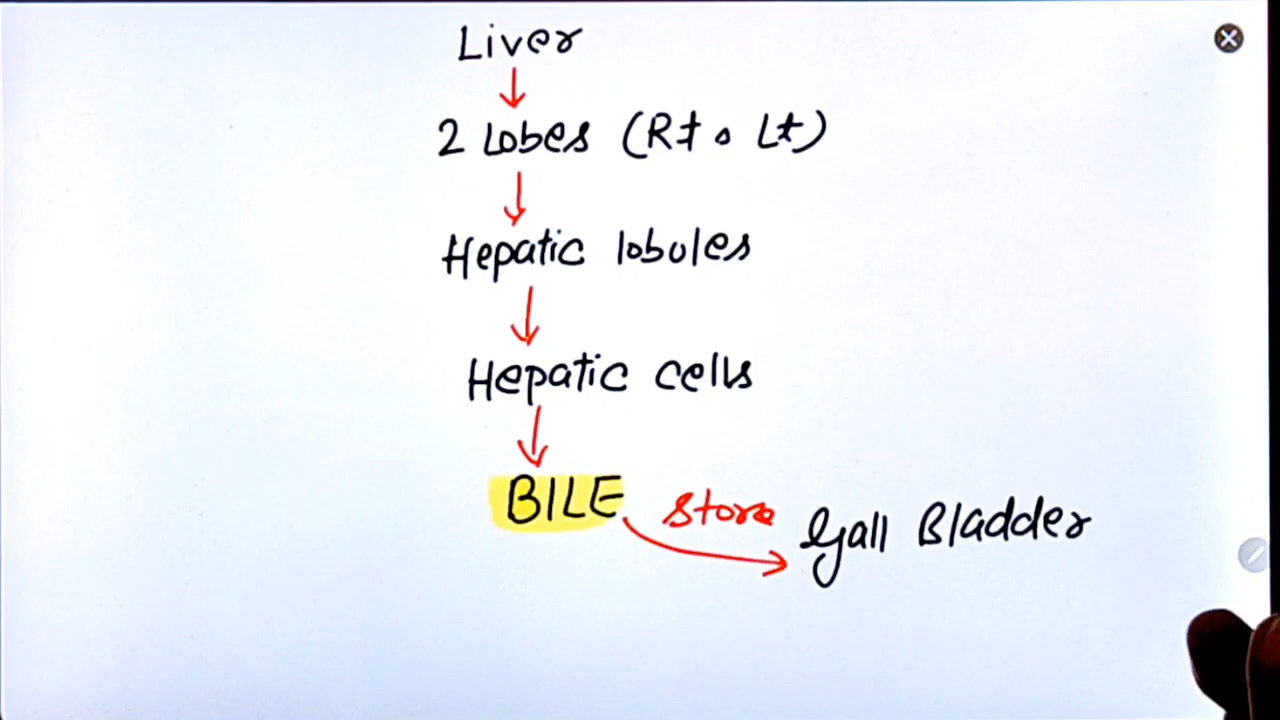 Liver
2 Lobes (Rt & Lt)
Hepatic lobules
Hepatic cells
BILE store Gall Bladder